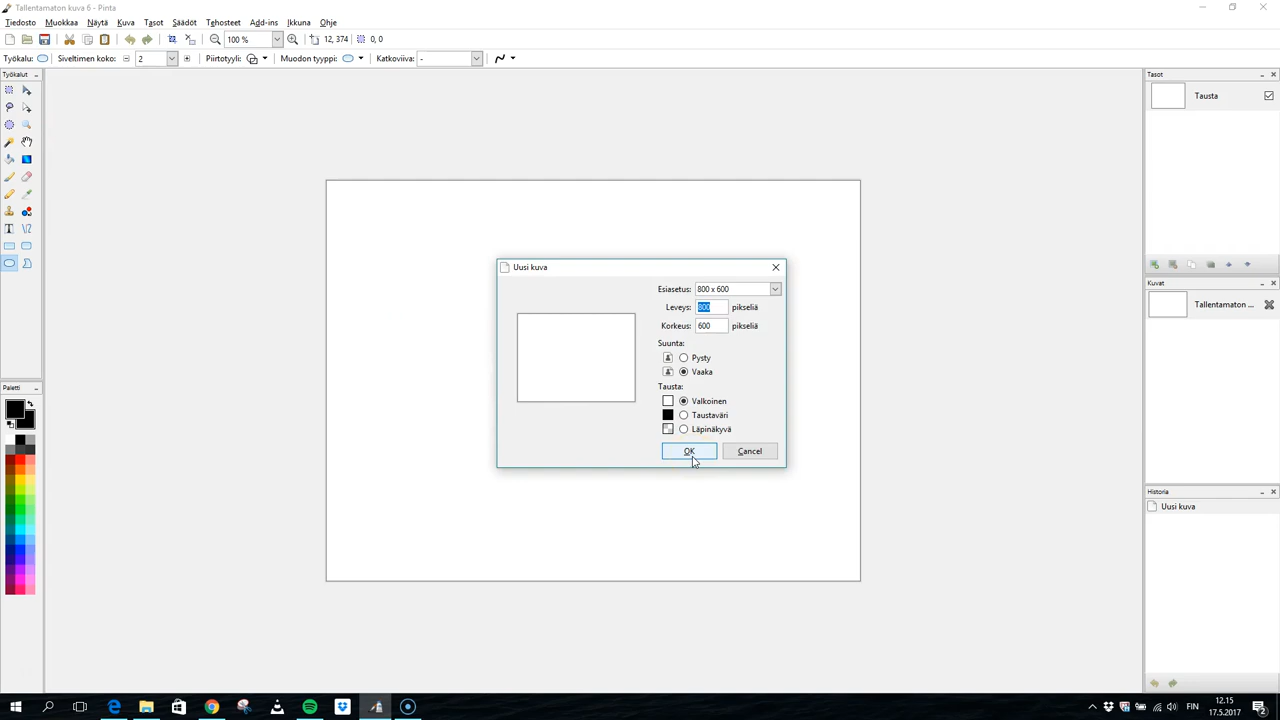 Tallentamaton kuva 6 - Pinta
Tiedosto Muokkaa Näytä Kuva Tasot Säädöt Tehosteet Add-ins Ikkuna Ohje
100 % 12, 374 0, 0
Työkalu: Siveltimen koko: 2 Piirtotyyli: Muodon tyyppi: Katkoviiva: -
Työkalut
Paletti
Uusi kuva
Esiasetus: 800 x 600
Leveys: 800 pikseliä
Korkeus: 600 pikseliä
Suunta:
Pysty
Vaaka
Tausta:
Valkoinen
Taustaväri
Läpinäkyvä
OK Cancel
Tasot
Tausta
Kuvat
Tallentamaton ...
Historia
Uusi kuva
FIN
12.15
17.5.2017
2